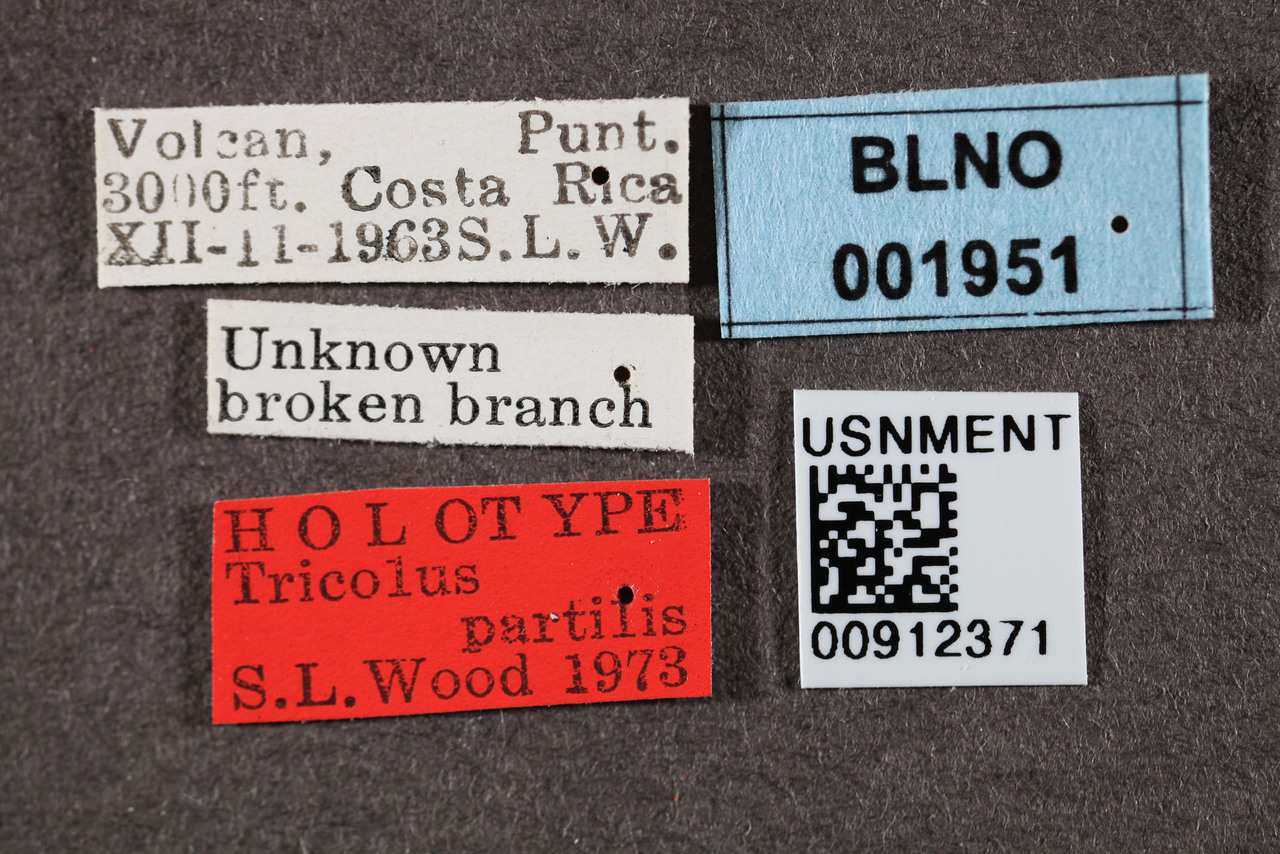 Volcan, Punt.
3000ft. Costa Rica
XII-11-1963 S.L.W.
Unknown
broken branch
HOLOTYPE
Tricolus
partilis
S.L.Wood 1973
BLNO
001951
USNMENT
00912371